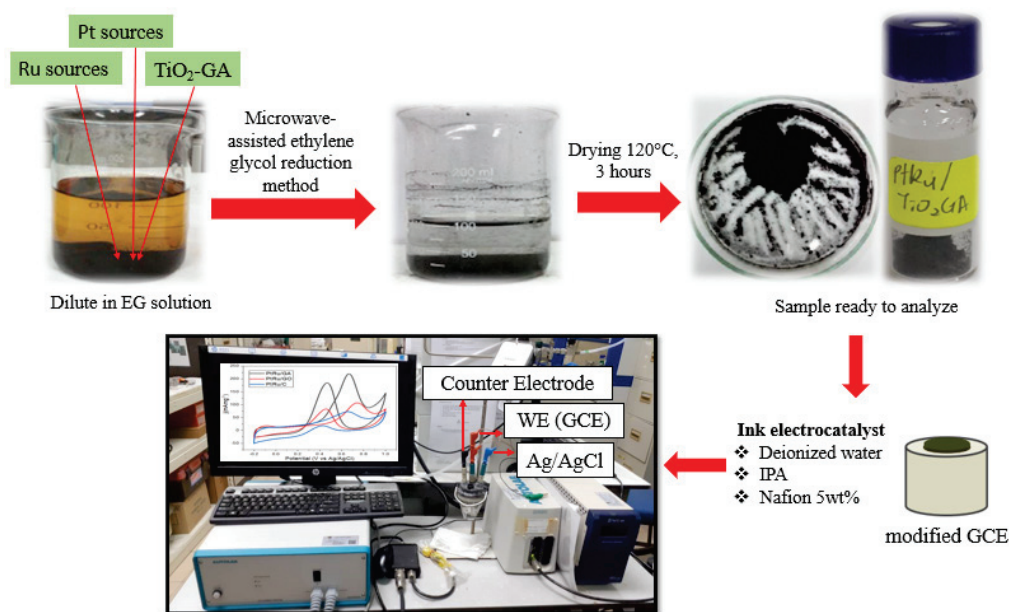 Pt sources
Ru sources
TiO₂-GA
Microwave-
assisted ethylene
glycol reduction
method
Drying 120°C,
3 hours
200 ml
100
50
PtRu/
TiO₂GA
Dilute in EG solution
Sample ready to analyze
PtRu/GA
PtRu/GO
PtRu/C
Potential (V vs Ag/AgCl)
Counter Electrode
WE (GCE)
Ag/AgCl
Ink electrocatalyst
❖ Deionized water
❖ IPA
❖ Nafion 5wt%
modified GCE